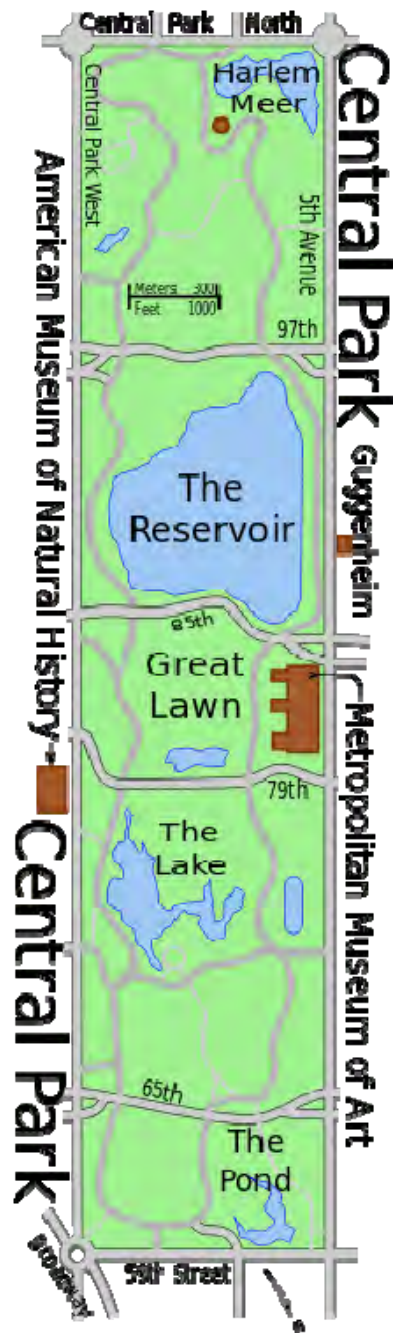 Central Park North
Harlem
Meer
Central Park
Central Park West
5th Avenue
American Museum of Natural History
Meters 300
Feet 1000
97th
Guggenheim
The
Reservoir
85th
Great
Lawn
Metropolitan Museum of Art
79th
The
Lake
Central Park
65th
The
Pond
Broadway
59th Street